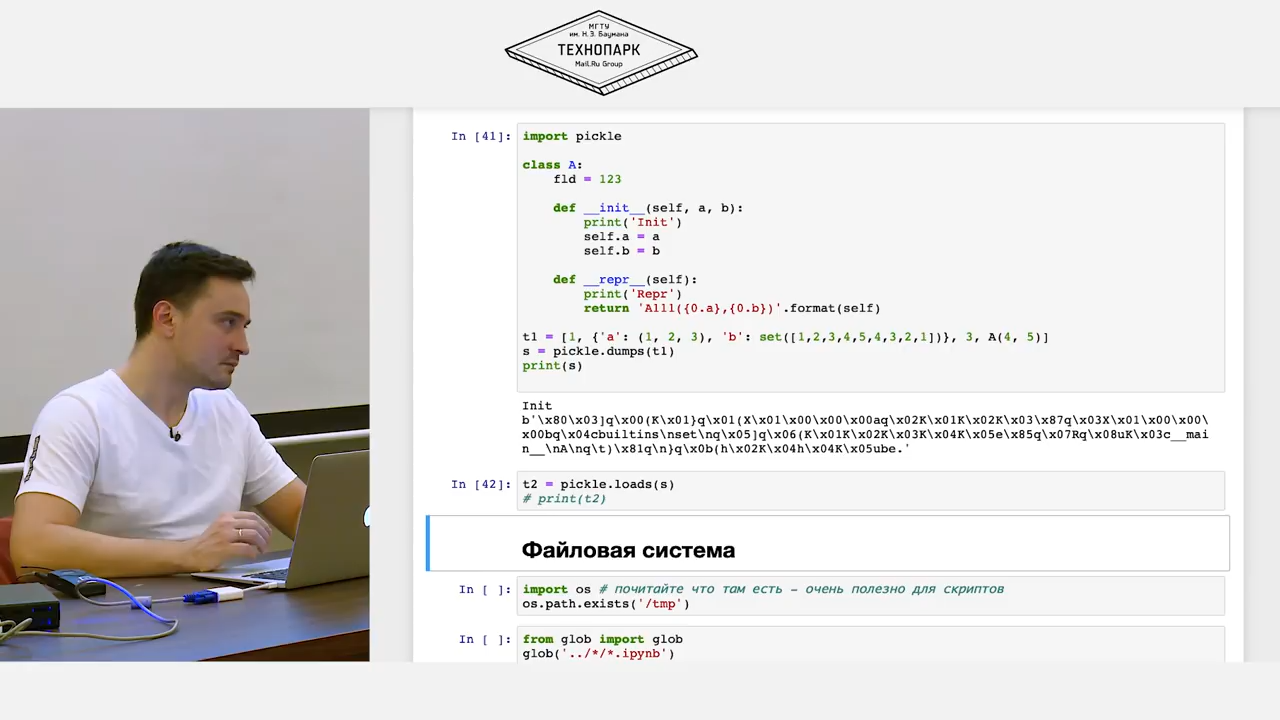 МГТУ
им. Н.Э. Баумана
ТЕХНОПАРК
Mail.Ru Group
In [41]: import pickle
class A:
fld = 123
def __init__(self, a, b):
print('Init')
self.a = a
self.b = b
def __repr__(self):
print('Repr')
return 'A111({0.a},{0.b})'.format(self)
t1 = [1, {'a': (1, 2, 3), 'b': set([1,2,3,4,5,4,3,2,1])}, 3, A(4, 5)]
s = pickle.dumps(t1)
print(s)
Init
b'\x80\x03]q\x00(K\x01}q\x01(X\x01\x00\x00\x00aq\x02K\x01K\x02K\x03\x87q\x03X\x01\x00\x00\
x00bq\x04cbuiltins\nset\nq\x05]q\x06(K\x01K\x02K\x03K\x04K\x05e\x85q\x07Rq\x08uK\x03c__mai
n__\nA\nq\t)\x81q\n}q\x0b(h\x02K\x04h\x04K\x05ube.'
In [42]: t2 = pickle.loads(s)
# print(t2)
Файловая система
In [ ]: import os # почитайте что там есть - очень полезно для скриптов
os.path.exists('/tmp')
In [ ]: from glob import glob
glob('../*/*.ipynb')